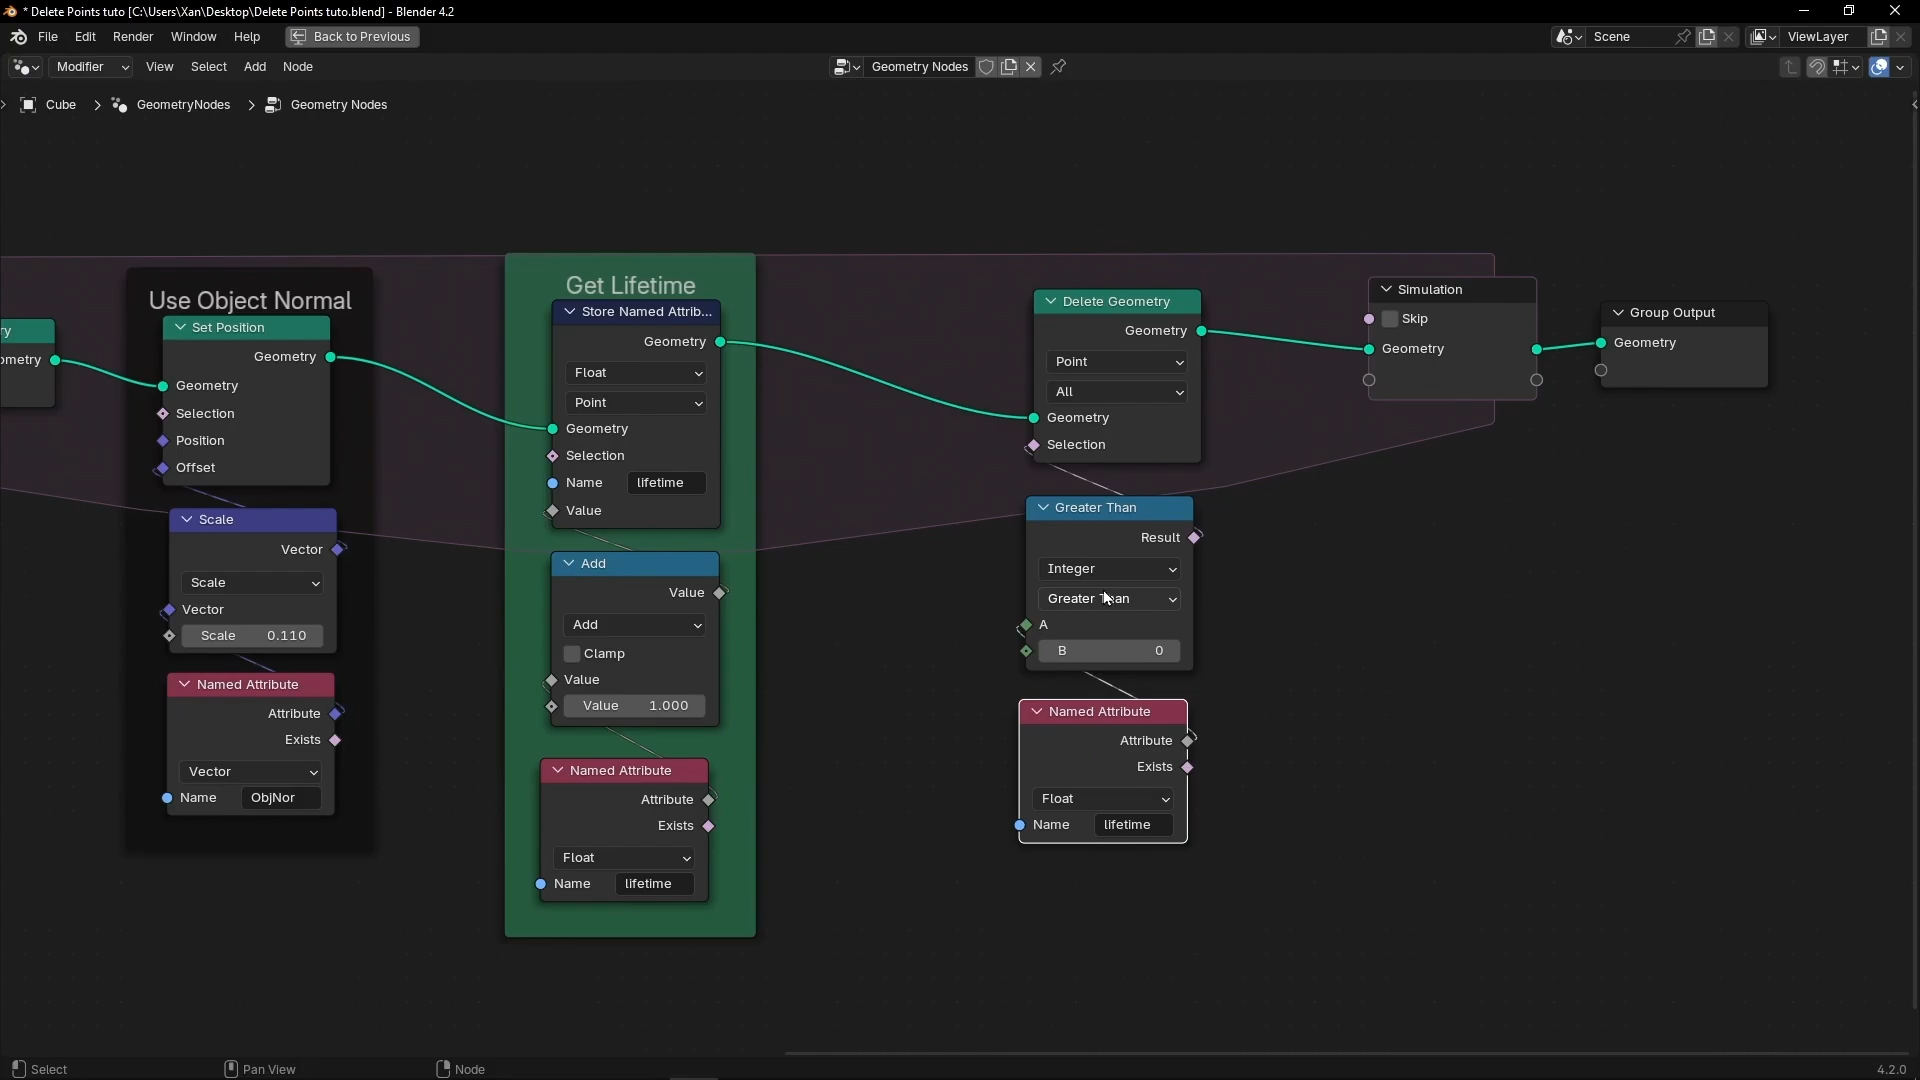 * Delete Points tuto [C:\Users\Xan\Desktop\Delete Points tuto.blend] - Blender 4.2
File Edit Render Window Help Back to Previous Scene ViewLayer
Modifier View Select Add Node Geometry Nodes
Cube GeometryNodes Geometry Nodes
Use Object Normal
Set Position
Geometry
Geometry
Selection
Position
Offset
Scale
Vector
Scale
Vector
Scale 0.110
Named Attribute
Attribute
Exists
Vector
Name ObjNor
Get Lifetime
Store Named Attrib...
Geometry
Float
Point
Geometry
Selection
Name lifetime
Value
Add
Value
Add
Clamp
Value
Value 1.000
Named Attribute
Attribute
Exists
Float
Name lifetime
Delete Geometry
Geometry
Point
All
Geometry
Selection
Greater Than
Result
Integer
Greater Than
A
B 0
Named Attribute
Attribute
Exists
Float
Name lifetime
Simulation
Skip
Geometry
Group Output
Geometry
Select Pan View Node 4.2.0